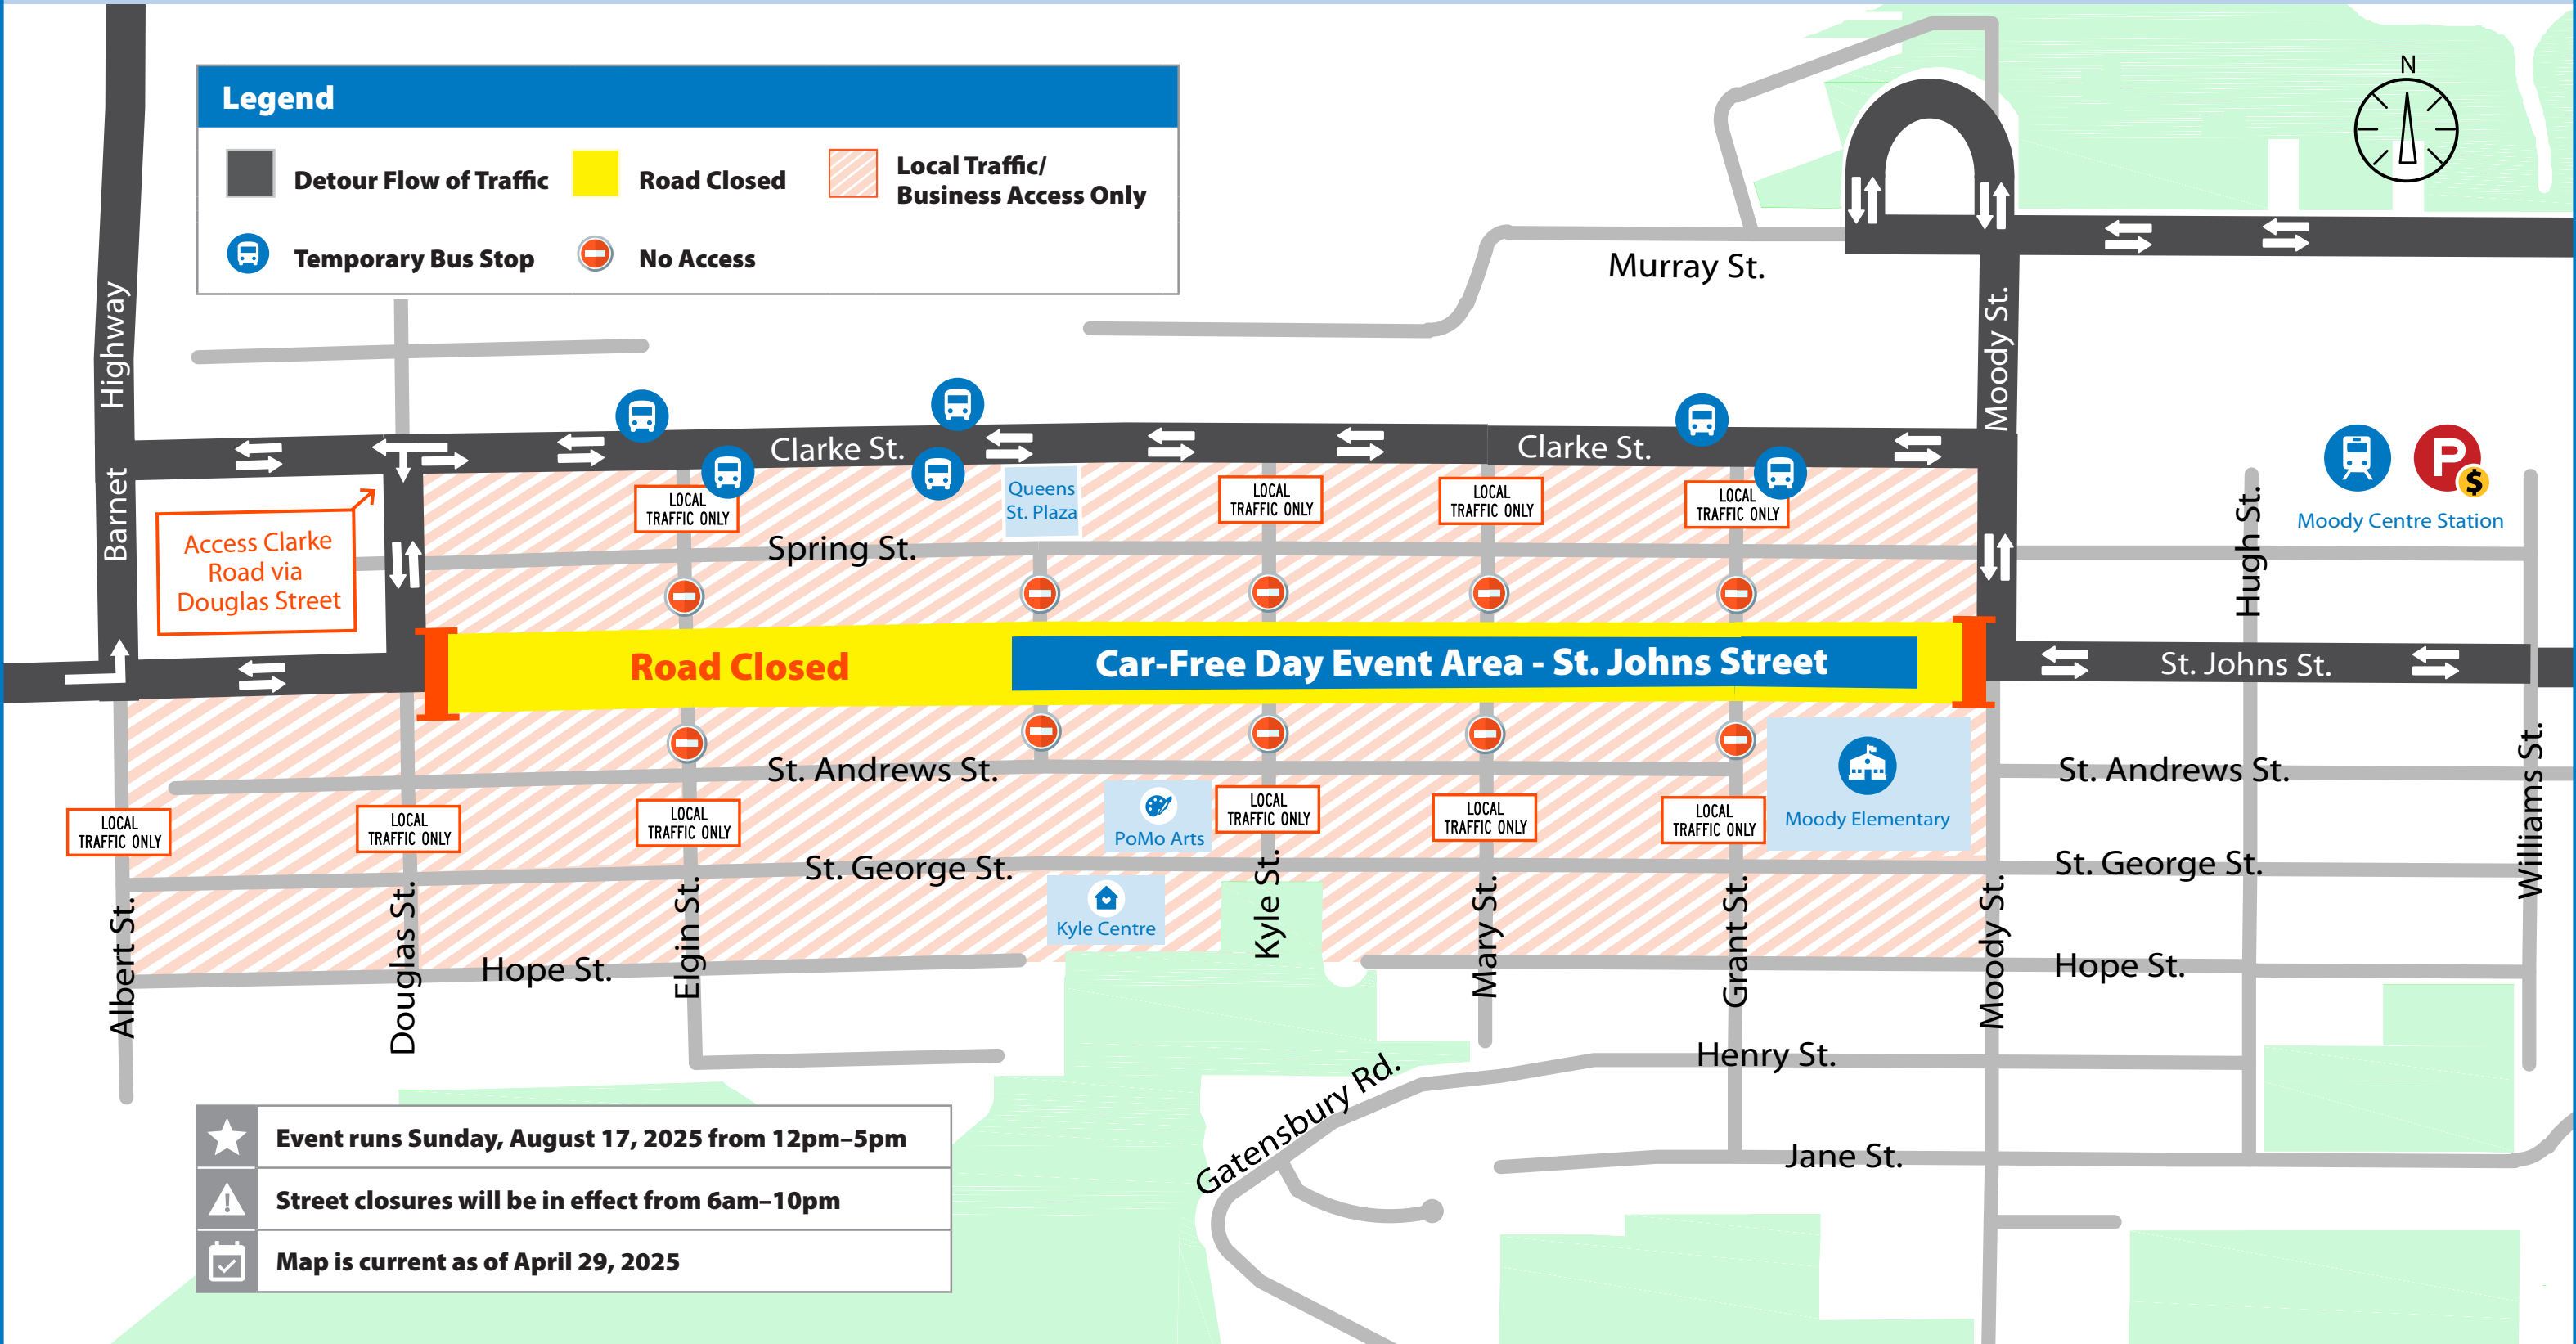 N
Legend
Detour Flow of Traffic
Road Closed
Local Traffic/
Business Access Only
Temporary Bus Stop
No Access
Murray St.
Highway
Barnet
Moody St.
Clarke St.
Clarke St.
Queens
St. Plaza
LOCAL
TRAFFIC ONLY
LOCAL
TRAFFIC ONLY
LOCAL
TRAFFIC ONLY
LOCAL
TRAFFIC ONLY
P
$
Moody Centre Station
Access Clarke
Road via
Douglas Street
Spring St.
Hugh St.
Road Closed
Car-Free Day Event Area - St. Johns Street
St. Johns St.
St. Andrews St.
St. Andrews St.
LOCAL
TRAFFIC ONLY
LOCAL
TRAFFIC ONLY
LOCAL
TRAFFIC ONLY
PoMo Arts
LOCAL
TRAFFIC ONLY
LOCAL
TRAFFIC ONLY
LOCAL
TRAFFIC ONLY
Moody Elementary
Williams St.
St. George St.
St. George St.
Kyle Centre
Albert St.
Douglas St.
Elgin St.
Kyle St.
Mary St.
Grant St.
Moody St.
Hope St.
Hope St.
Henry St.
Gatensbury Rd.
Jane St.
Event runs Sunday, August 17, 2025 from 12pm–5pm
Street closures will be in effect from 6am–10pm
Map is current as of April 29, 2025